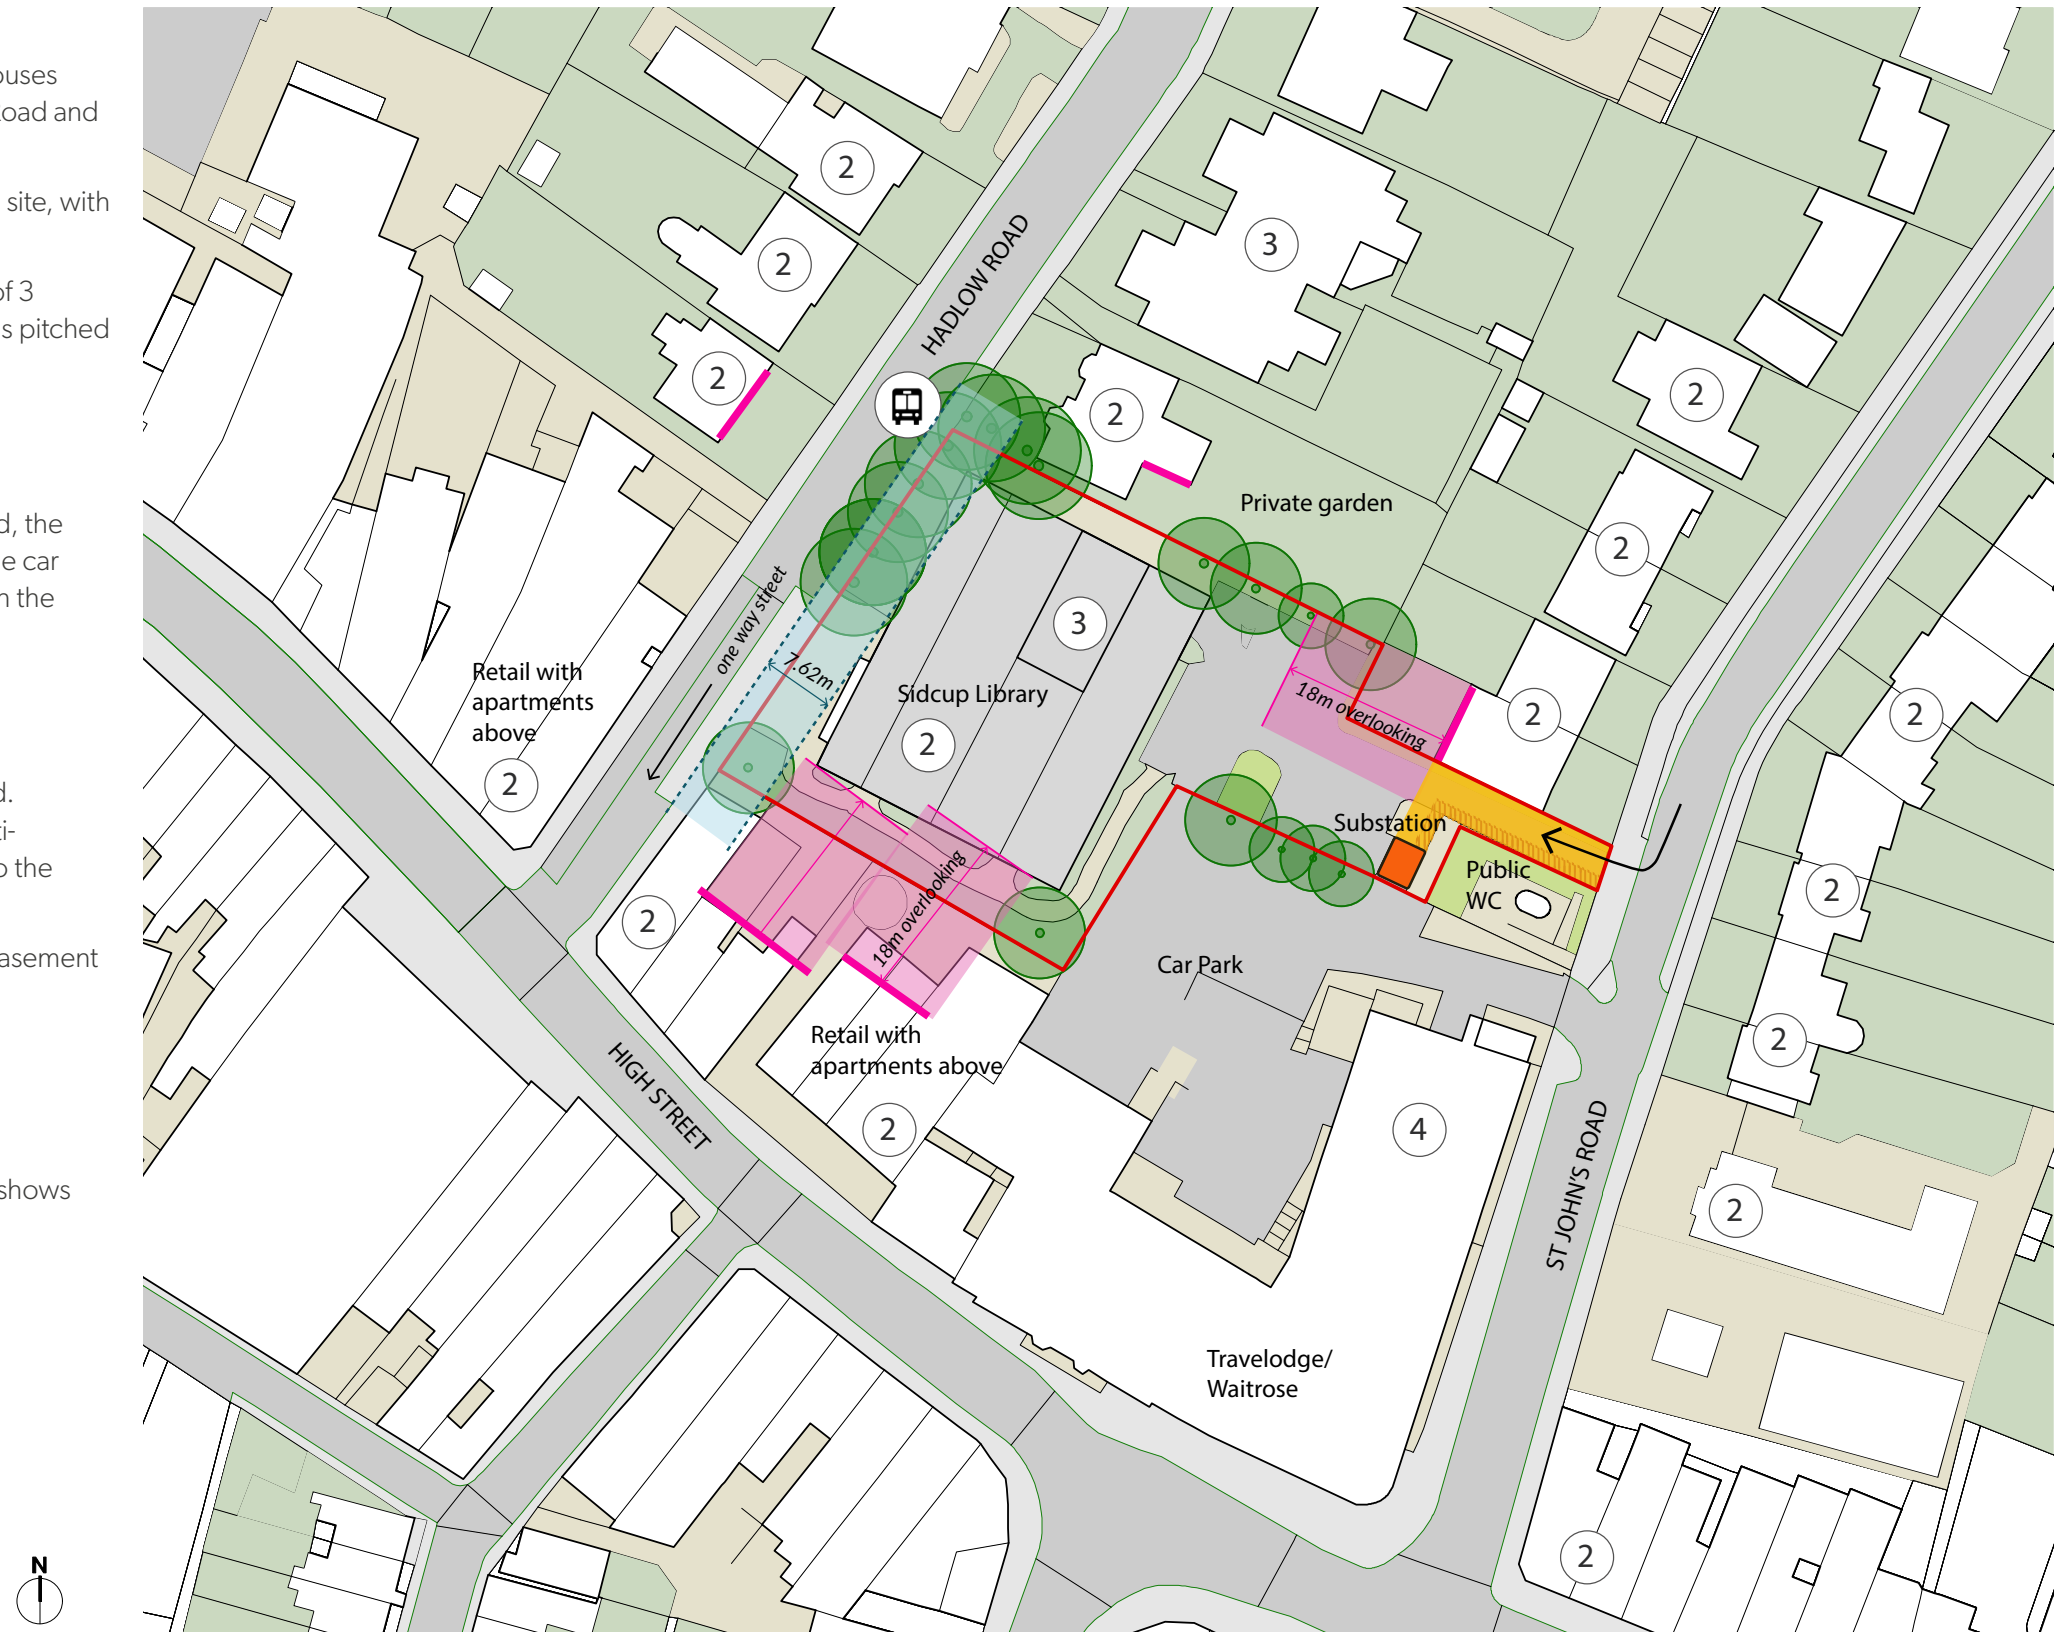 ouses
oad and
site, with
of 3
s pitched
d, the
e car
n the
d.
ti-
o the
asement
shows
N
HADLOW ROAD
one way street
7.62m
Retail with
apartments
above
2
2
2
2
3
2
Private garden
Sidcup Library
2
3
18m overlooking
2
2
2
2
Substation
Public
WC
2
18m overlooking
Car Park
Retail with
apartments above
2
HIGH STREET
4
2
2
2
ST JOHN'S ROAD
Travelodge/
Waitrose
2